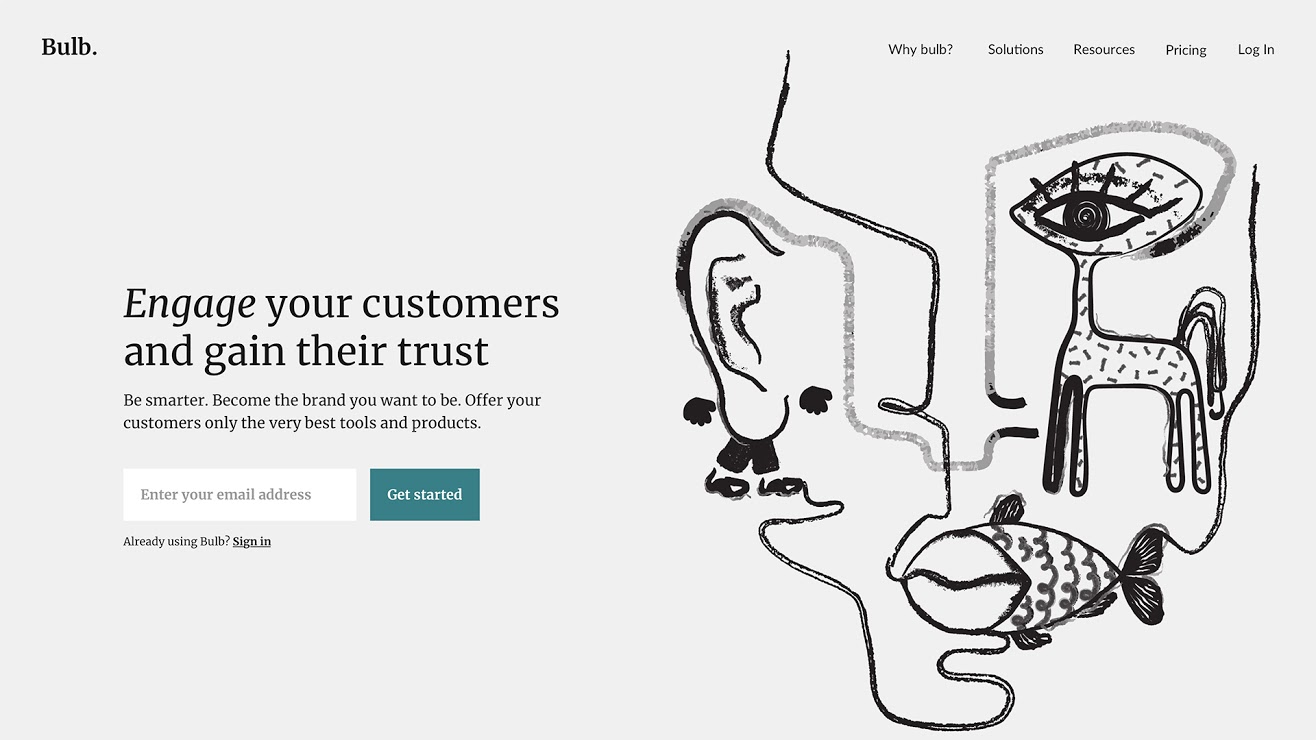 Bulb.
Why bulb? Solutions Resources Pricing Log In
Engage your customers
and gain their trust
Be smarter. Become the brand you want to be. Offer your
customers only the very best tools and products.
Enter your email address
Get started
Already using Bulb? Sign in